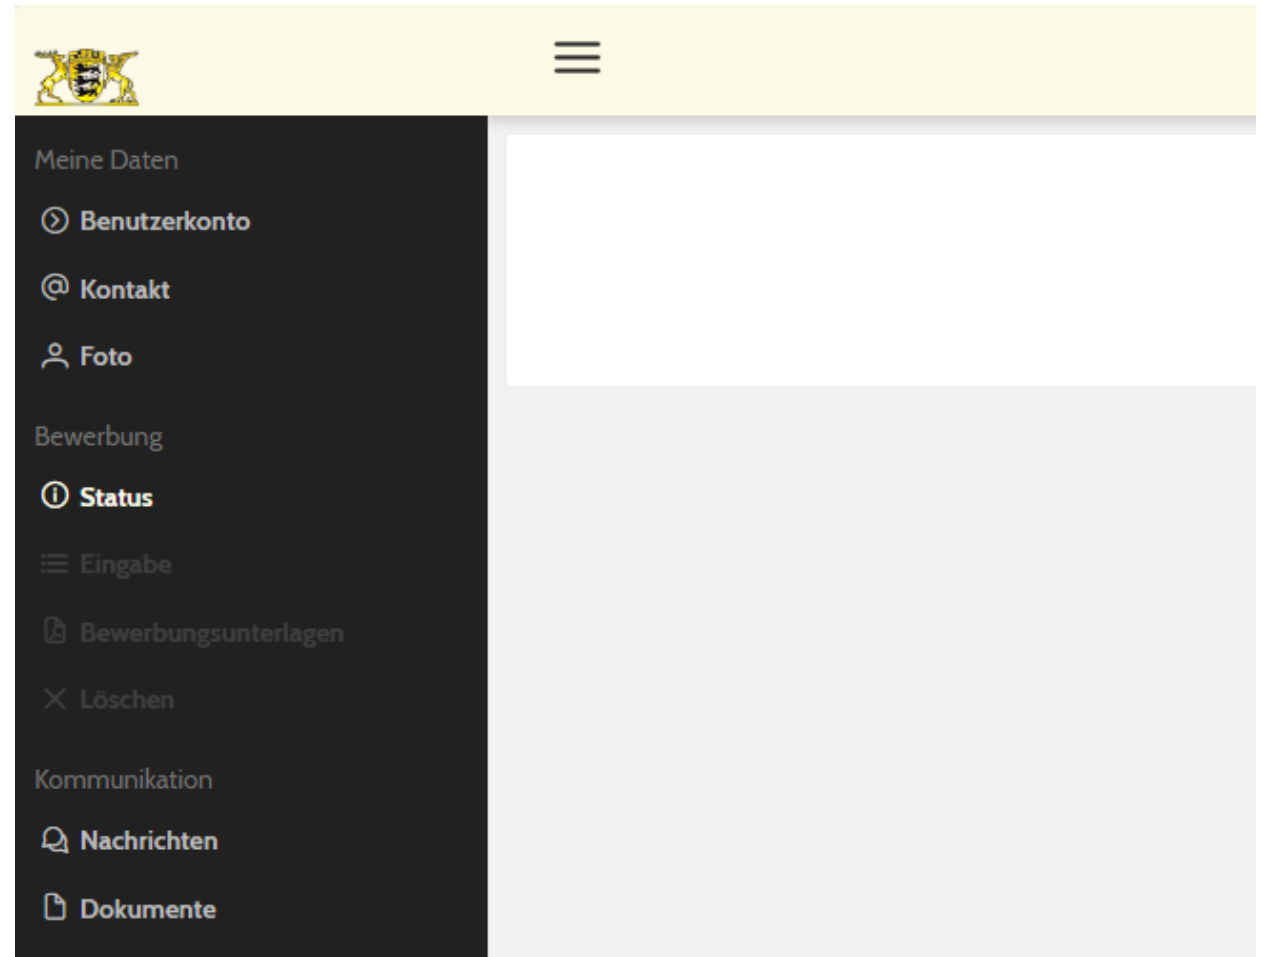 Meine Daten
Benutzerkonto
Kontakt
Foto
Bewerbung
Status
Eingabe
Bewerbungsunterlagen
Löschen
Kommunikation
Nachrichten
Dokumente